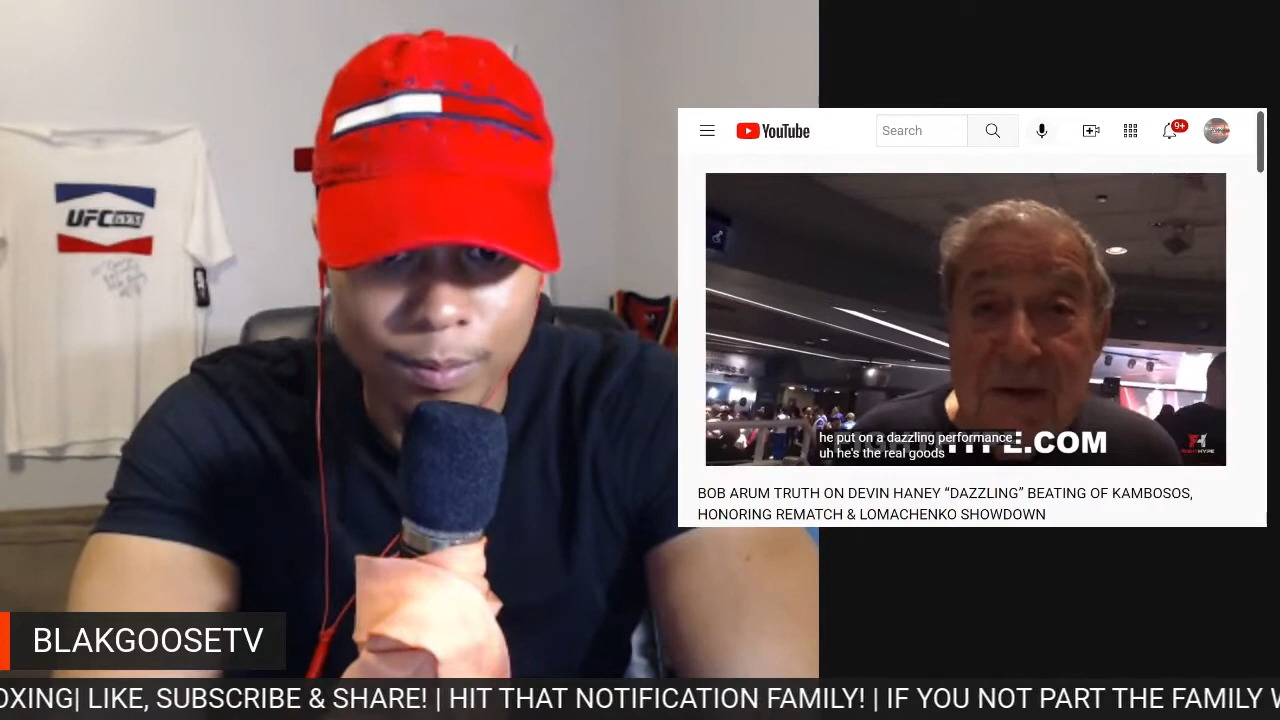 UFC GYM
YouTube
Search
9+
he put on a dazzling performance
uh he's the real goods
E.COM
FIGHTHYPE
BOB ARUM TRUTH ON DEVIN HANEY “DAZZLING” BEATING OF KAMBOSOS,
HONORING REMATCH & LOMACHENKO SHOWDOWN
BLAKGOOSETV
OXING| LIKE, SUBSCRIBE & SHARE! | HIT THAT NOTIFICATION FAMILY! | IF YOU NOT PART THE FAMILY W